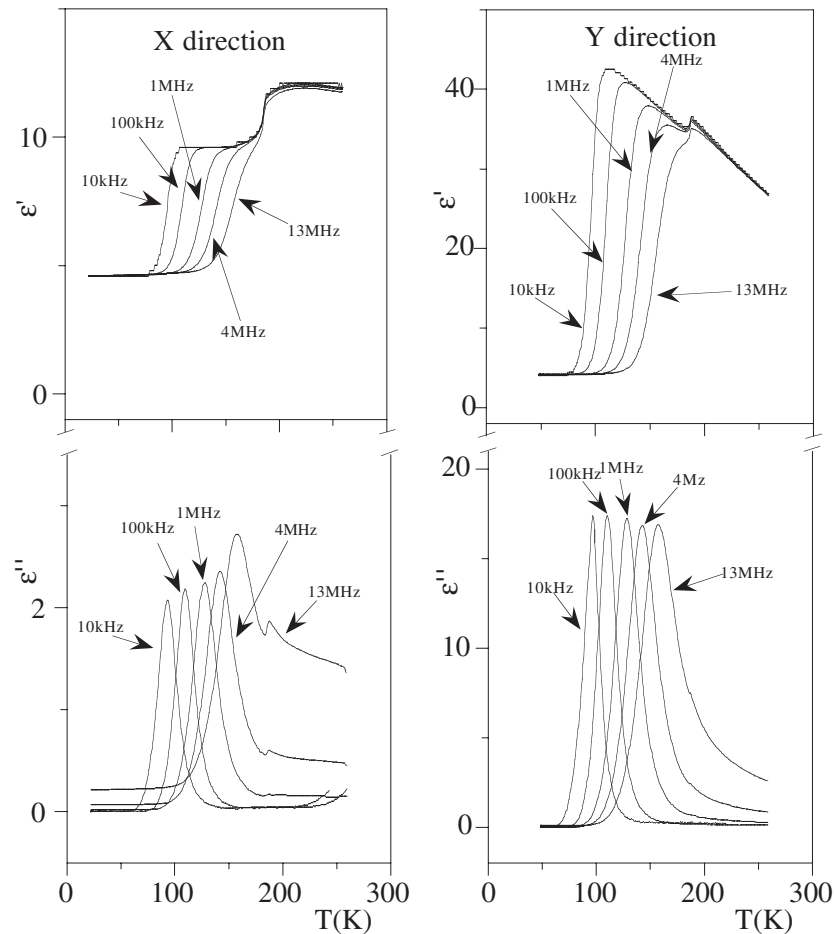 X direction
1MHz
100kHz
10kHz
13MHz
4MHz
10
0
ε'
Y direction
4MHz
1MHz
100kHz
10kHz
13MHz
40
20
0
ε'
1MHz
100kHz
4MHz
10kHz
13MHz
2
0
ε"
0
100
200
300
T(K)
1MHz
100kHz
4Mz
10kHz
13MHz
20
10
0
ε"
0
100
200
300
T(K)